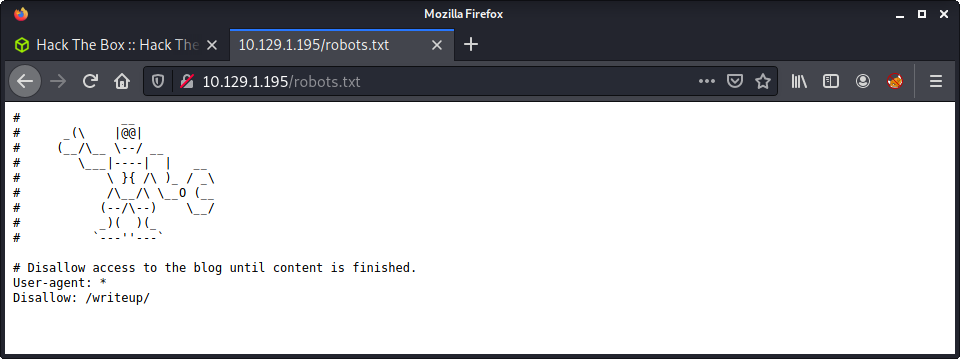 Mozilla Firefox
Hack The Box :: Hack The
10.129.1.195/robots.txt
10.129.1.195/robots.txt
#              __
#      _(\    |@@|
#     (__/\__ \--/ __
#        \___|----|  |   __
#            \ }{ /\ )_ / _\
#            /\__/\ \__O (__
#           (--/\--)    \__/
#           _)(  )(_
#          `---''---`
# Disallow access to the blog until content is finished.
User-agent: *
Disallow: /writeup/